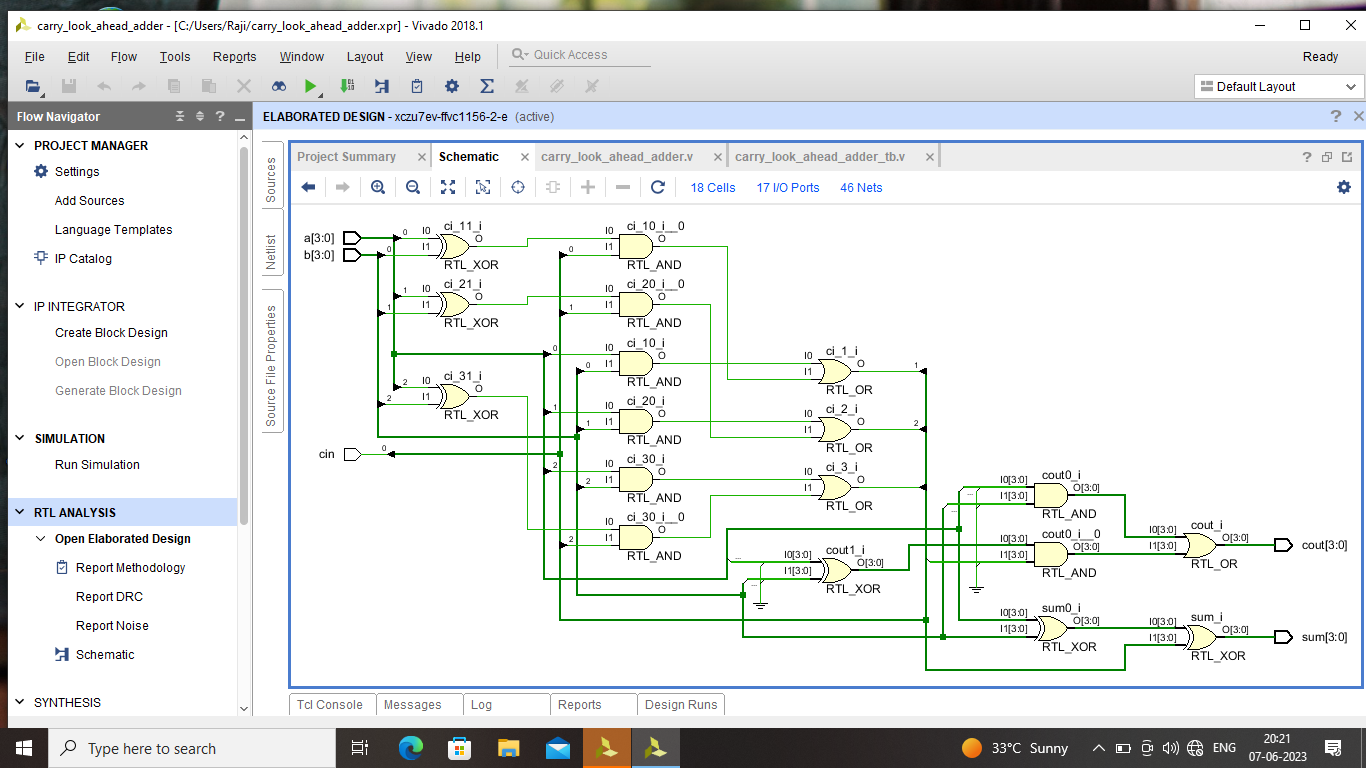 carry_look_ahead_adder - [C:/Users/Raji/carry_look_ahead_adder.xpr] - Vivado 2018.1
File Edit Flow Tools Reports Window Layout View Help Quick Access Ready
Default Layout
Flow Navigator
ELABORATED DESIGN - xczu7ev-ffvc1156-2-e (active)
PROJECT MANAGER
Settings
Add Sources
Language Templates
IP Catalog
IP INTEGRATOR
Create Block Design
Open Block Design
Generate Block Design
SIMULATION
Run Simulation
RTL ANALYSIS
Open Elaborated Design
Report Methodology
Report DRC
Report Noise
Schematic
SYNTHESIS
Sources
Netlist
Source File Properties
Project Summary Schematic carry_look_ahead_adder.v carry_look_ahead_adder_tb.v
18 Cells 17 I/O Ports 46 Nets
a[3:0]
b[3:0]
cin
0
0
0
ci_11_i
I0 O
I1
RTL_XOR
1
1
ci_21_i
I0 O
I1
RTL_XOR
2
2
ci_31_i
I0 O
I1
RTL_XOR
0
ci_10_i__0
I0 O
I1
RTL_AND
1
ci_20_i__0
I0 O
I1
RTL_AND
0
0
ci_10_i
I0 O
I1
RTL_AND
1
1
ci_20_i
I0 O
I1
RTL_AND
2
2
ci_30_i
I0 O
I1
RTL_AND
2
ci_30_i__0
I0 O
I1
RTL_AND
ci_1_i
I0 O 1
I1
RTL_OR
ci_2_i
I0 O 2
I1
RTL_OR
ci_3_i
I0 O
I1
RTL_OR
cout1_i
... I0[3:0] O[3:0]
... I1[3:0]
RTL_XOR
cout0_i
... I0[3:0] O[3:0]
... I1[3:0]
RTL_AND
cout0_i__0
I0[3:0] O[3:0]
... I1[3:0]
RTL_AND
sum0_i
I0[3:0] O[3:0]
I1[3:0]
RTL_XOR
cout_i
I0[3:0] O[3:0]
I1[3:0]
RTL_OR
cout[3:0]
sum_i
I0[3:0] O[3:0]
I1[3:0]
RTL_XOR
sum[3:0]
Tcl Console Messages Log Reports Design Runs
Type here to search
33°C Sunny
ENG
20:21
07-06-2023